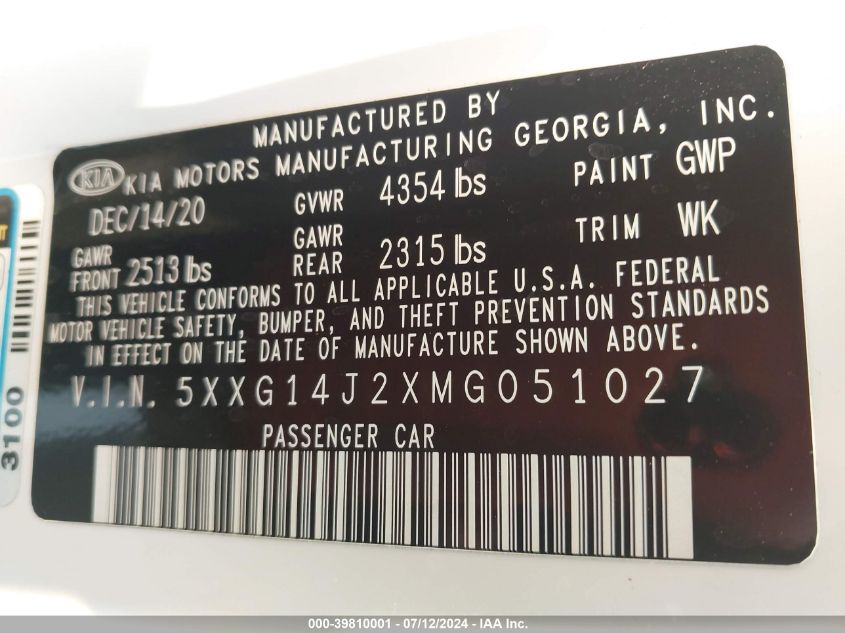 MANUFACTURED BY
KIA KIA MOTORS MANUFACTURING GEORGIA, INC.
DEC/14/20 GVWR 4354 lbs PAINT GWP
GAWR FRONT 2513 lbs GAWR REAR 2315 lbs TRIM WK
THIS VEHICLE CONFORMS TO ALL APPLICABLE U.S.A. FEDERAL
MOTOR VEHICLE SAFETY, BUMPER, AND THEFT PREVENTION STANDARDS
IN EFFECT ON THE DATE OF MANUFACTURE SHOWN ABOVE.
V.I.N. 5XXG14J2XMG051027
PASSENGER CAR
3100
000-39810001 - 07/12/2024 - IAA Inc.